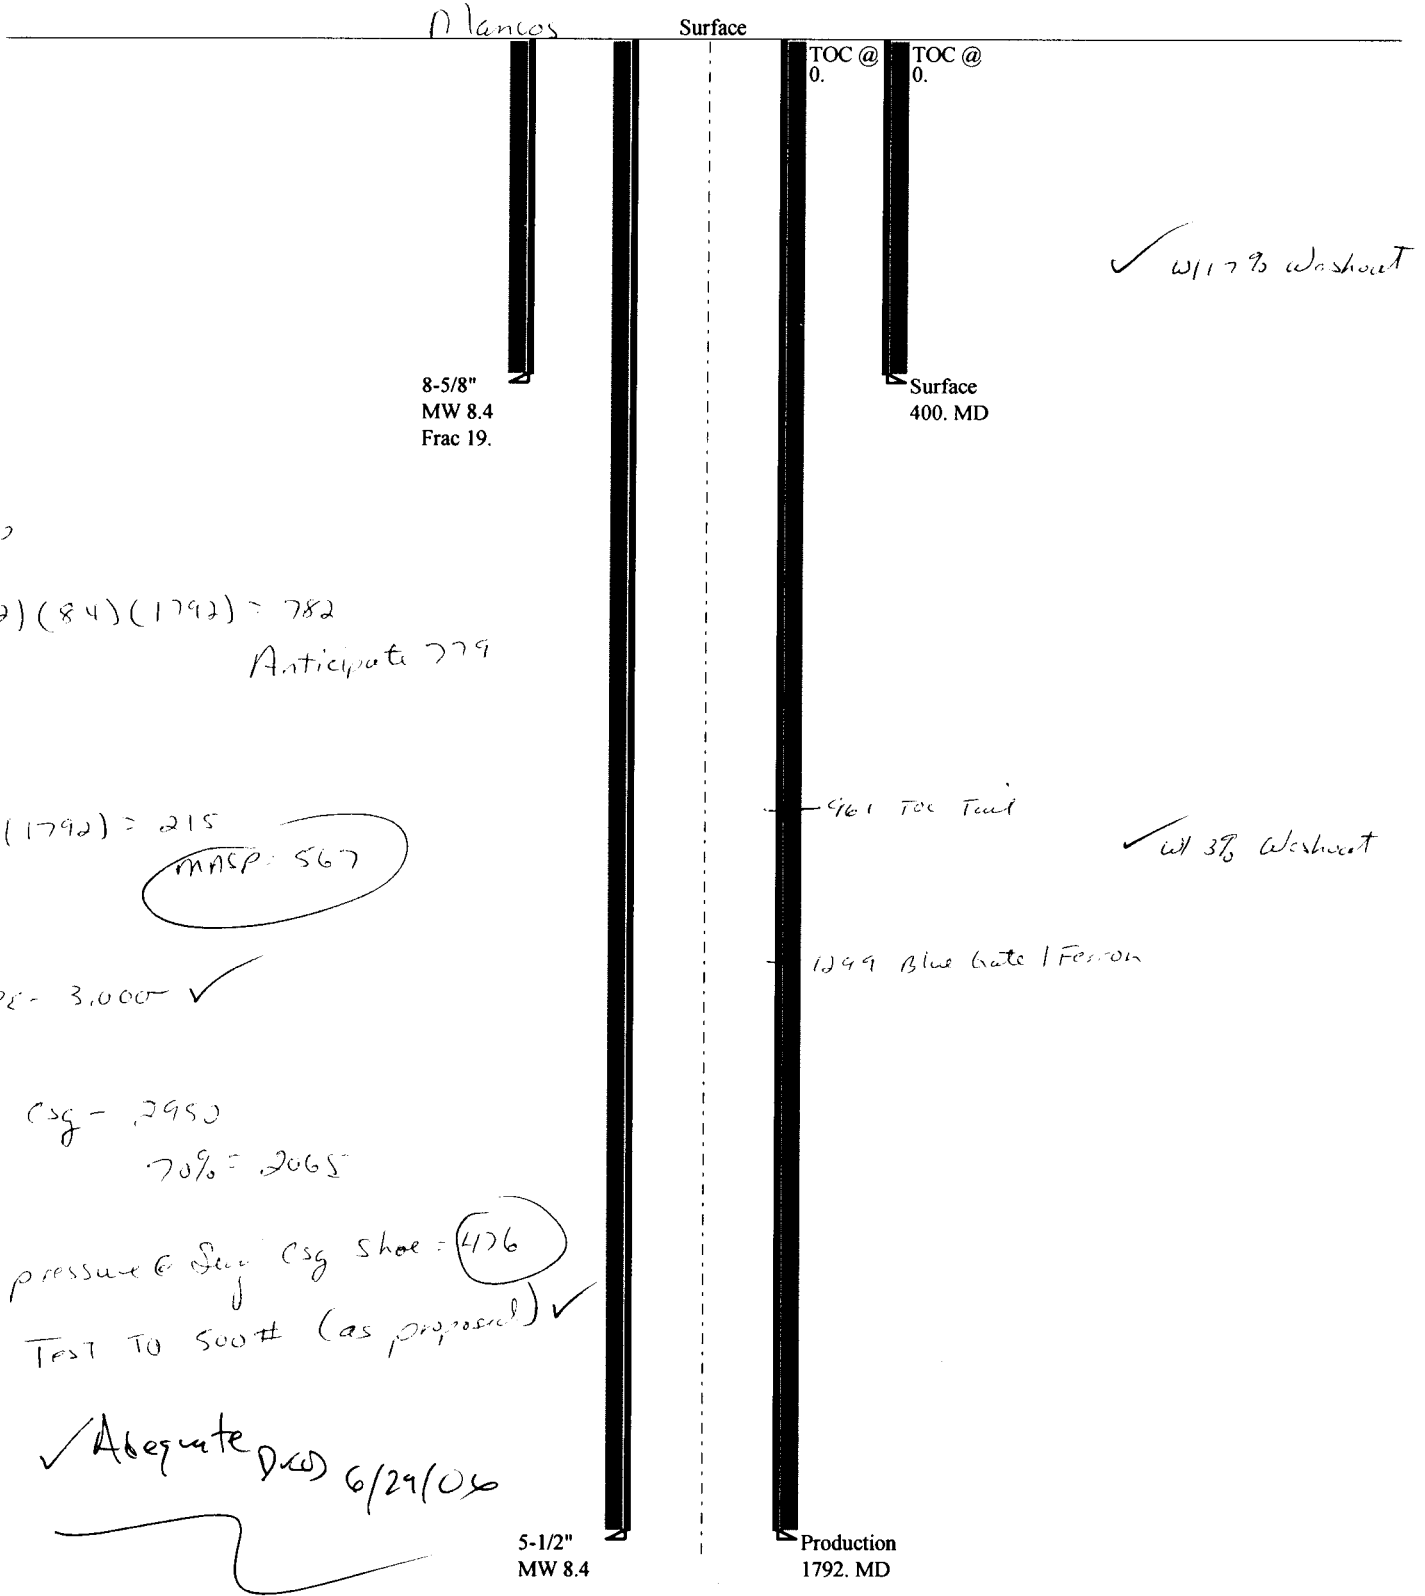 Mancos
Surface
TOC @
0.
TOC @
0.
✓ w/17% Washout
8-5/8"
MW 8.4
Frac 19.
Surface
400. MD
2)(8.4)(1792) = 782
Anticipate 779
(1792) = 215
MASP = 567
961 TOC Tail
✓ w/ 3% Washout
1299 Blue Gate / Ferron
- 3,000 ✓
Csg - 2950
70% = 2065
pressure @ Surf Csg Shoe = 476
Test To 500# (as proposed) ✓
✓ Adequate DKD 6/29/06
5-1/2"
MW 8.4
Production
1792. MD